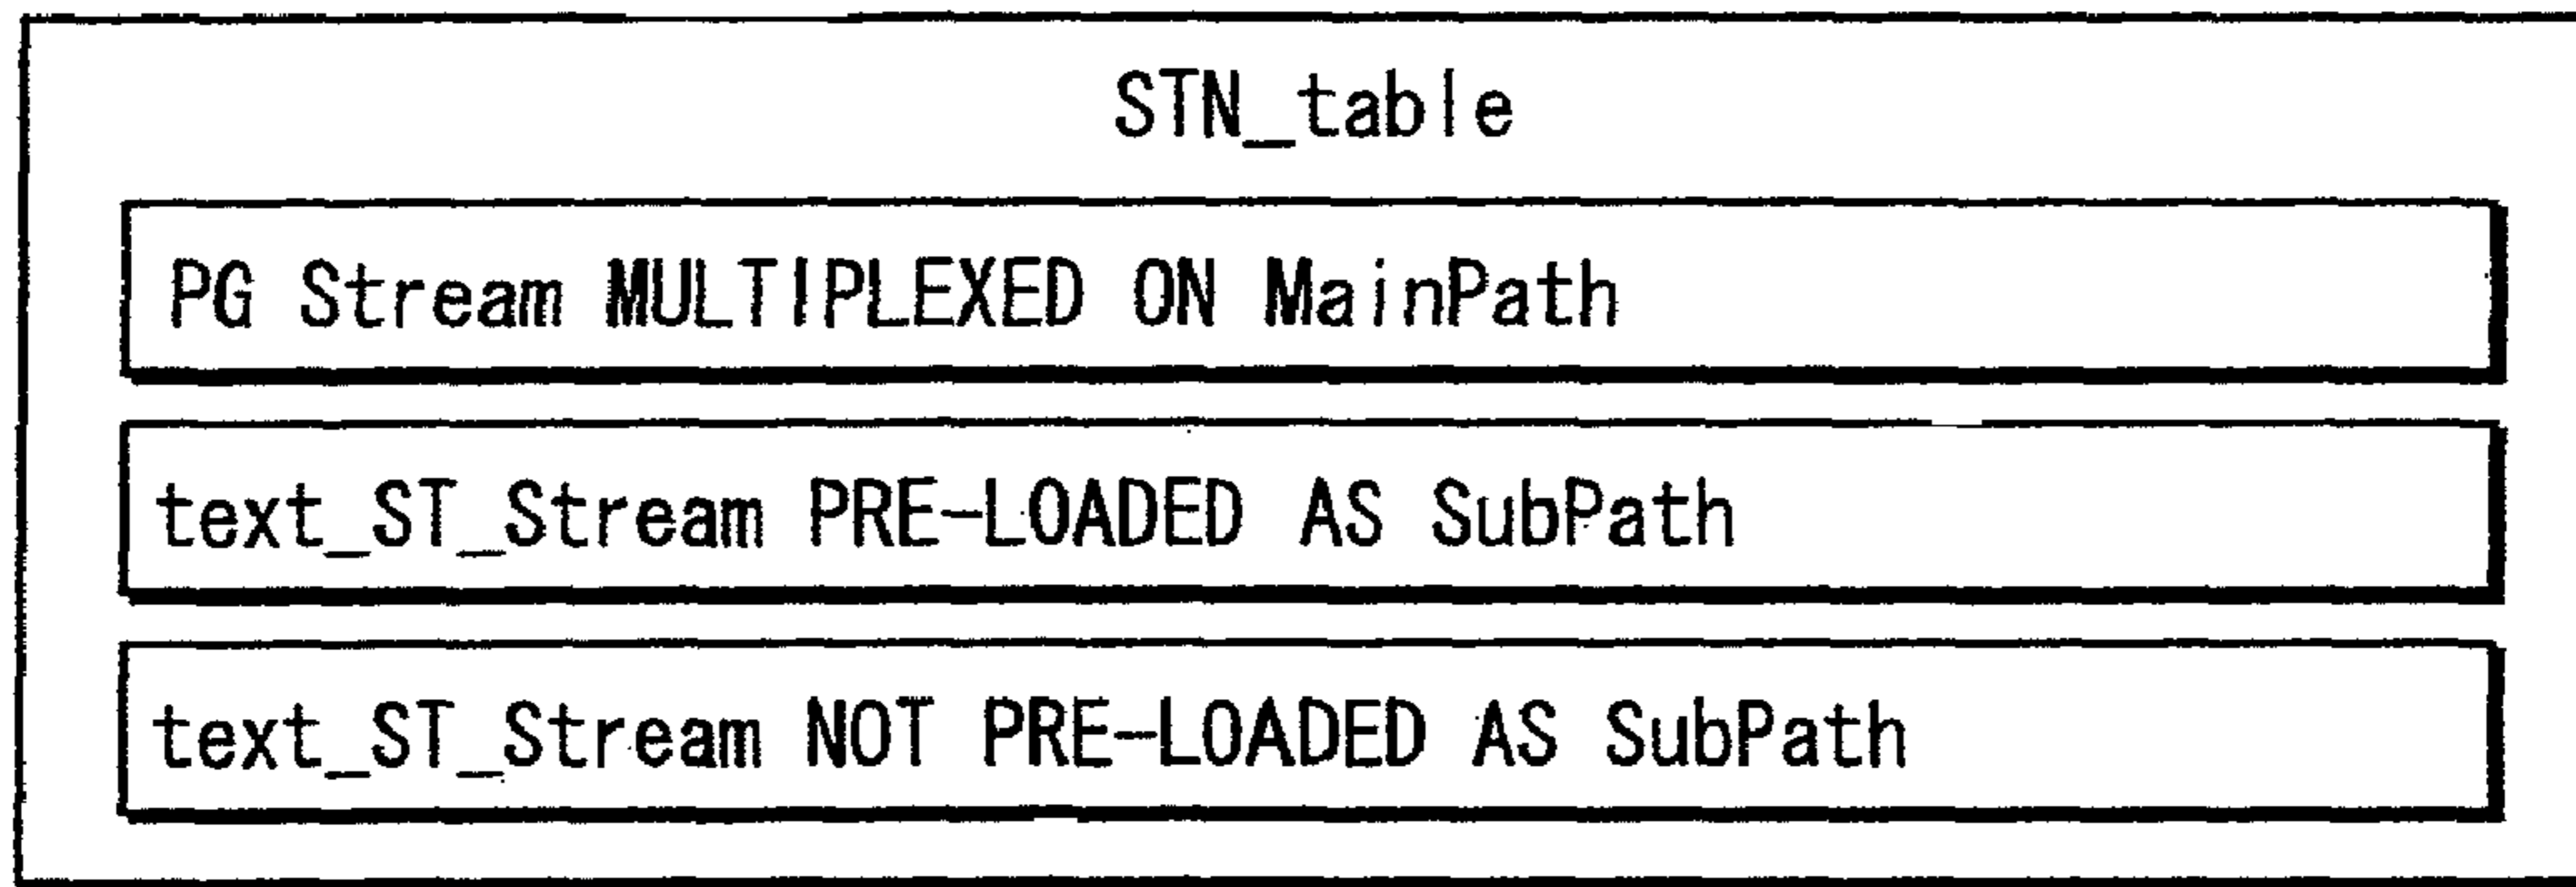 STN_table
PG Stream MULTIPLEXED ON MainPath
text_ST_Stream PRE-LOADED AS SubPath
text_ST_Stream NOT PRE-LOADED AS SubPath